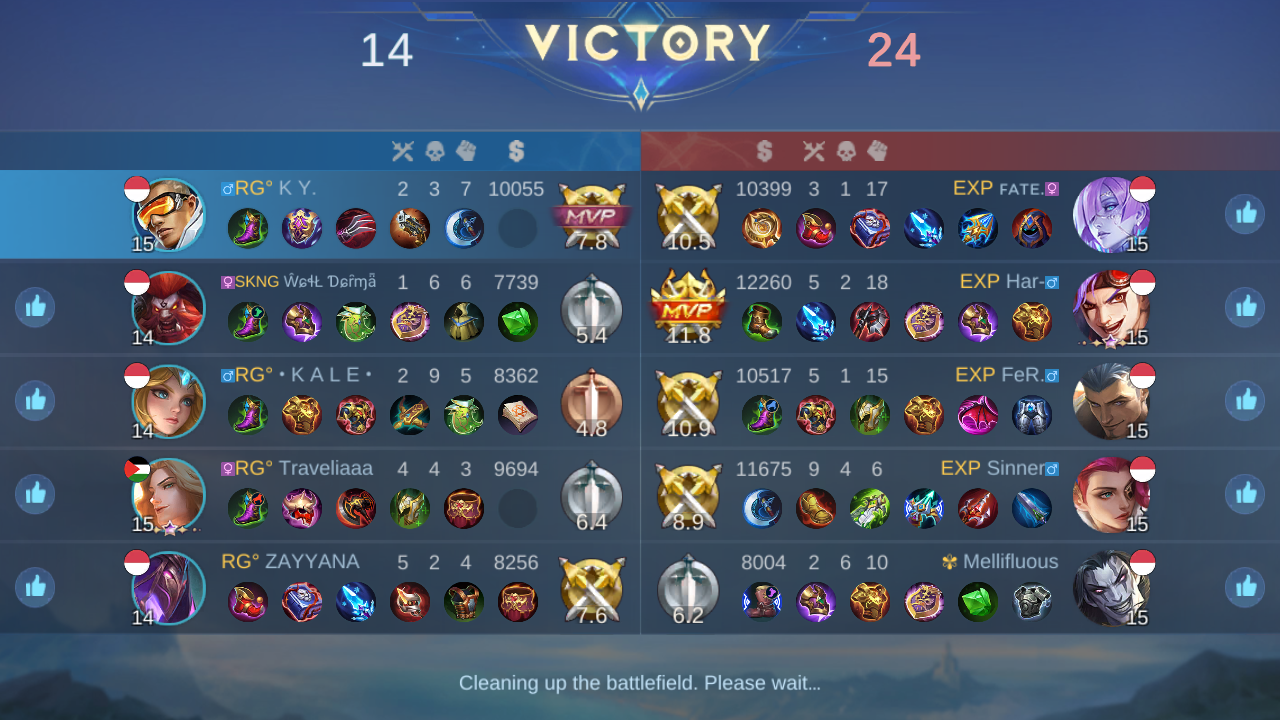 14 VICTORY 24
RG° K Y. 2 3 7 10055 MVP 7.8 15
10.5 10399 3 1 17 EXP FATE. 15
SKNG 1 6 6 7739 5.4 14
MVP 11.8 12260 5 2 18 EXP Har- 15
RG° • K A L E • 2 9 5 8362 4.8 14
10.9 10517 5 1 15 EXP FeR. 15
RG° Traveliaaa 4 4 3 9694 6.4 15
8.9 11675 9 4 6 EXP Sinner 15
RG° ZAYYANA 5 2 4 8256 7.6 14
6.2 8004 2 6 10 Mellifluous 15
Cleaning up the battlefield. Please wait...